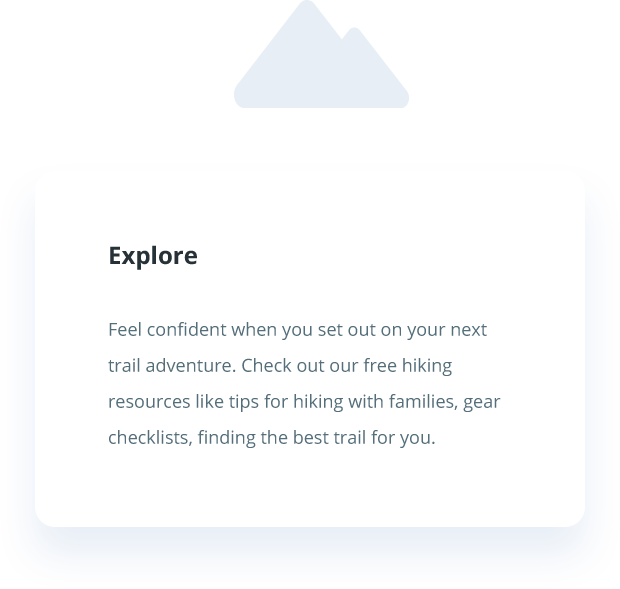 Explore
Feel confident when you set out on your next
trail adventure. Check out our free hiking
resources like tips for hiking with families, gear
checklists, finding the best trail for you.